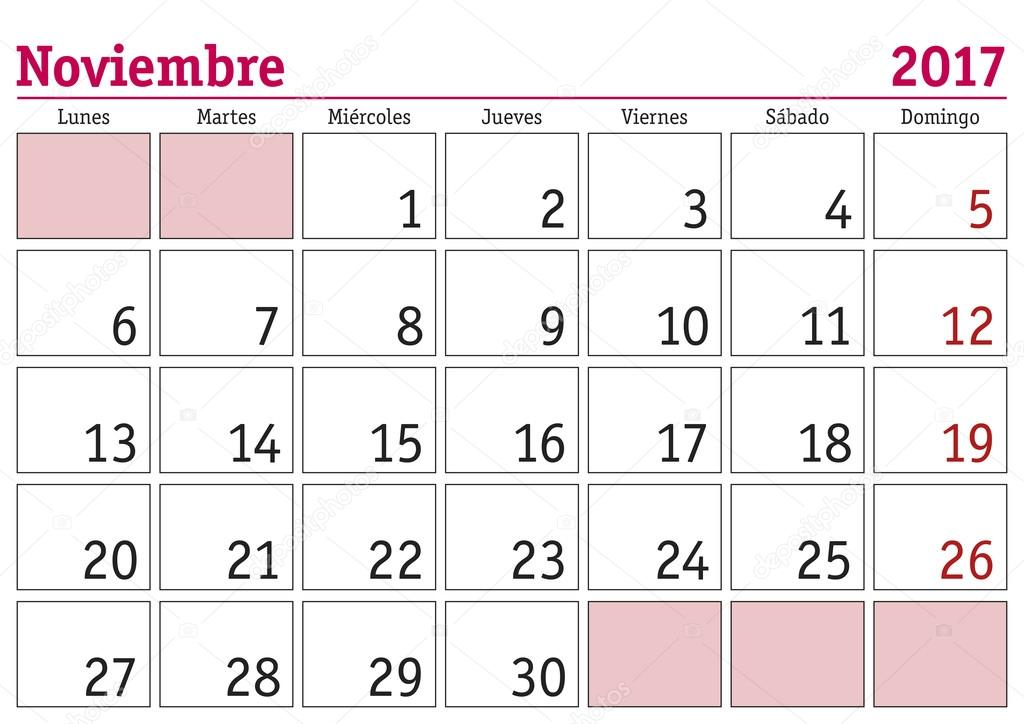 Noviembre 2017
Lunes Martes Miércoles Jueves Viernes Sábado Domingo
1 2 3 4 5
6 7 8 9 10 11 12
13 14 15 16 17 18 19
20 21 22 23 24 25 26
27 28 29 30
depositphotos